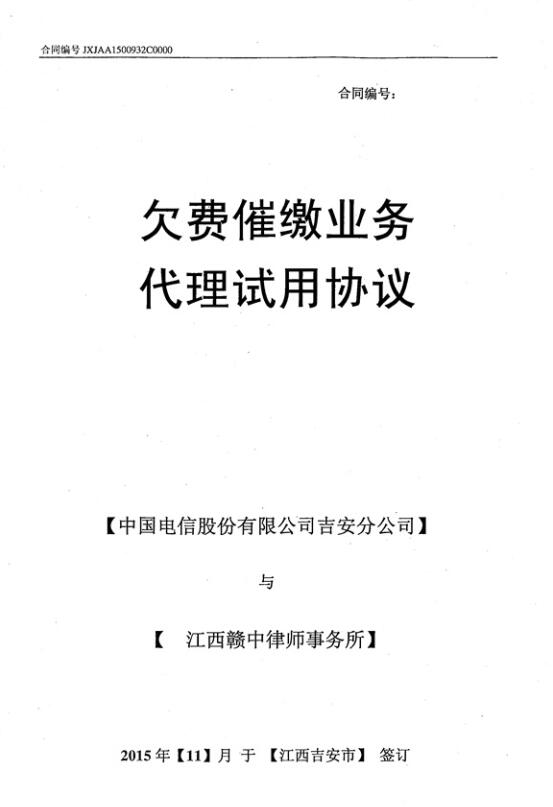 合同编号 JXJAA1500932C0000
合同编号：
欠费催缴业务
代理试用协议
【中国电信股份有限公司吉安分公司】
与
【 江西赣中律师事务所】
2015 年【11】月 于 【江西吉安市】 签订